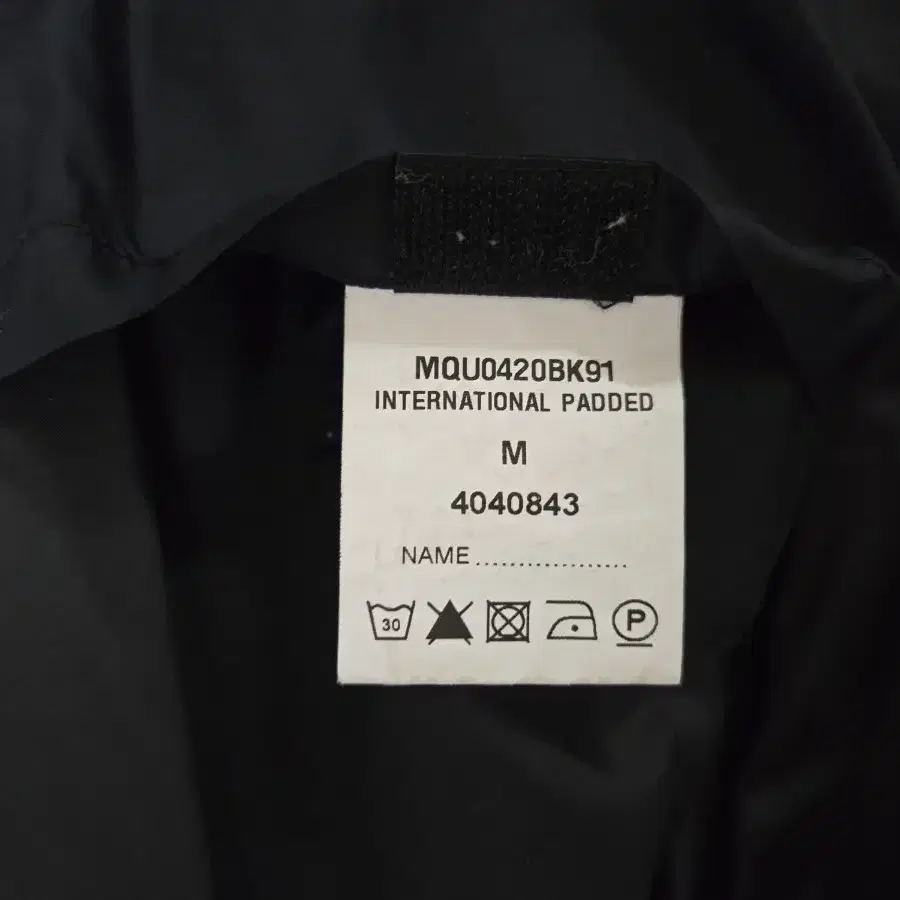 MQU0420BK91
INTERNATIONAL PADDED
M
4040843
NAME..................
30
P